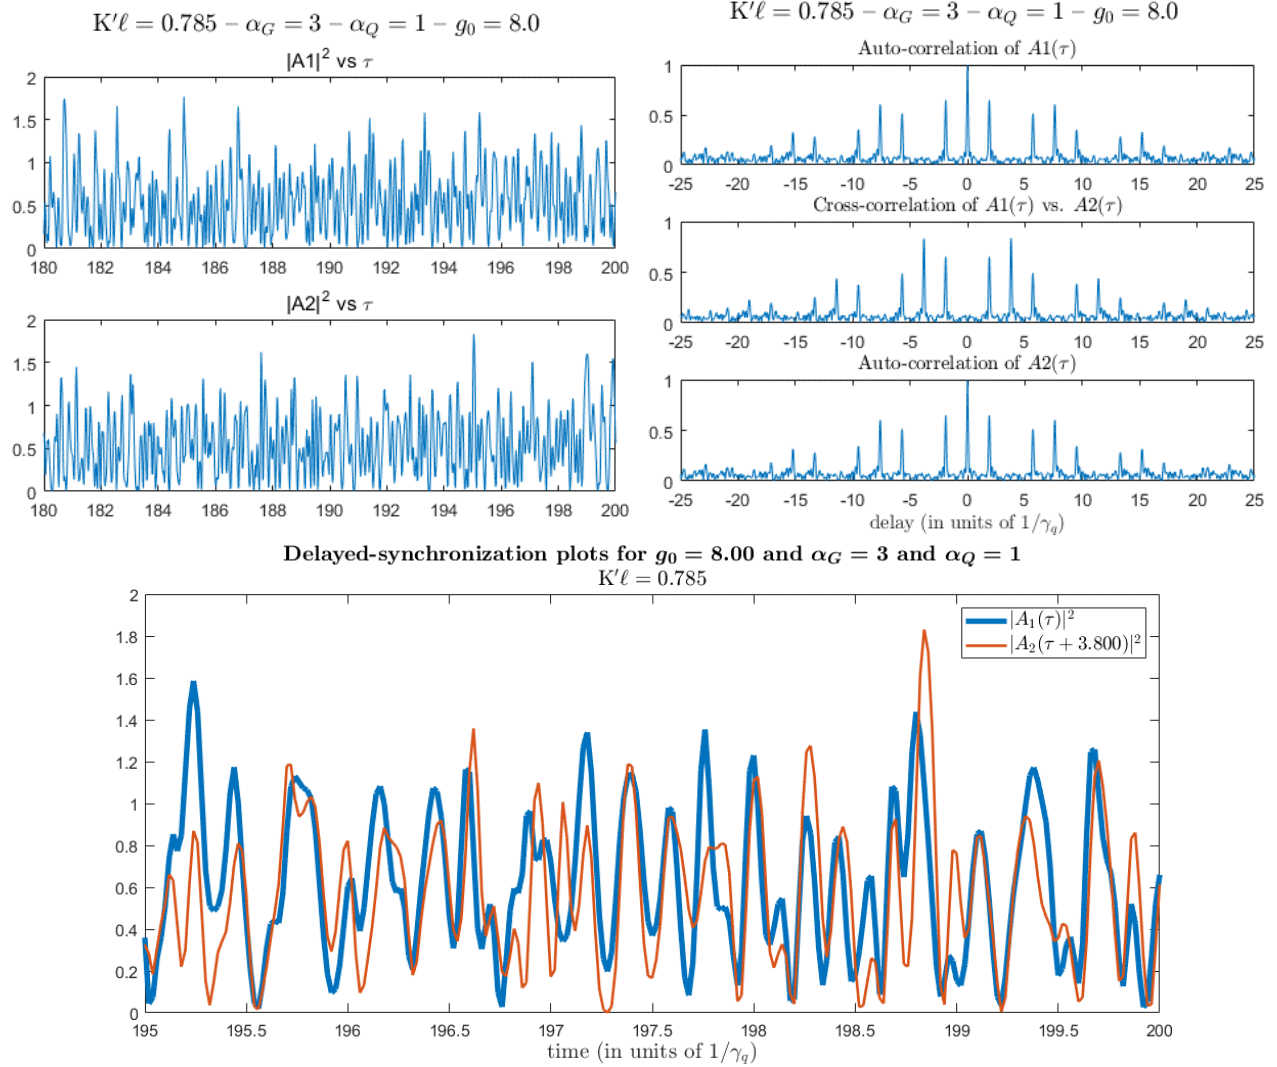 K′ℓ = 0.785 – α_G = 3 – α_Q = 1 – g₀ = 8.0
|A1|² vs τ
2
1.5
1
0.5
0
180 182 184 186 188 190 192 194 196 198 200
|A2|² vs τ
2
1.5
1
0.5
0
180 182 184 186 188 190 192 194 196 198 200
K′ℓ = 0.785 – α_G = 3 – α_Q = 1 – g₀ = 8.0
Auto-correlation of A1(τ)
1
0.5
0
-25 -20 -15 -10 -5 0 5 10 15 20 25
Cross-correlation of A1(τ) vs. A2(τ)
1
0.5
0
-25 -20 -15 -10 -5 0 5 10 15 20 25
Auto-correlation of A2(τ)
1
0.5
0
-25 -20 -15 -10 -5 0 5 10 15 20 25
delay (in units of 1/γ_q)
Delayed-synchronization plots for g₀ = 8.00 and α_G = 3 and α_Q = 1
K′ℓ = 0.785
|A₁(τ)|²
|A₂(τ + 3.800)|²
2
1.8
1.6
1.4
1.2
1
0.8
0.6
0.4
0.2
0
195 195.5 196 196.5 197 197.5 198 198.5 199 199.5 200
time (in units of 1/γ_q)